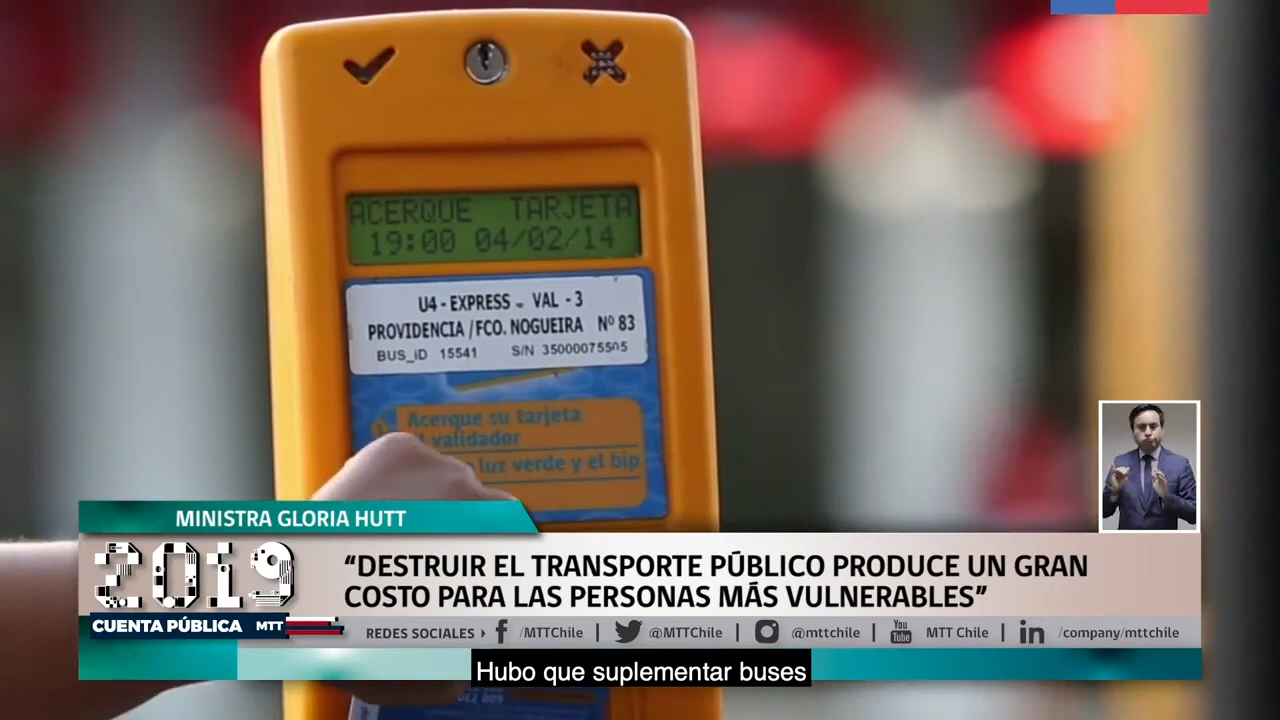 ACERQUE TARJETA
19:00 04/02/14
U4 - EXPRESS - VAL - 3
PROVIDENCIA /FCO. NOGUEIRA Nº 83
BUS_iD 15541 S/N 35000075505
Acerque su tarjeta
validador
luz verde y el bip
MINISTRA GLORIA HUTT
2019
CUENTA PÚBLICA MTT
“DESTRUIR EL TRANSPORTE PÚBLICO PRODUCE UN GRAN
COSTO PARA LAS PERSONAS MÁS VULNERABLES”
REDES SOCIALES /MTTChile | @MTTChile | @mttchile | You Tube MTT Chile | in /company/mttchile
Hubo que suplementar buses